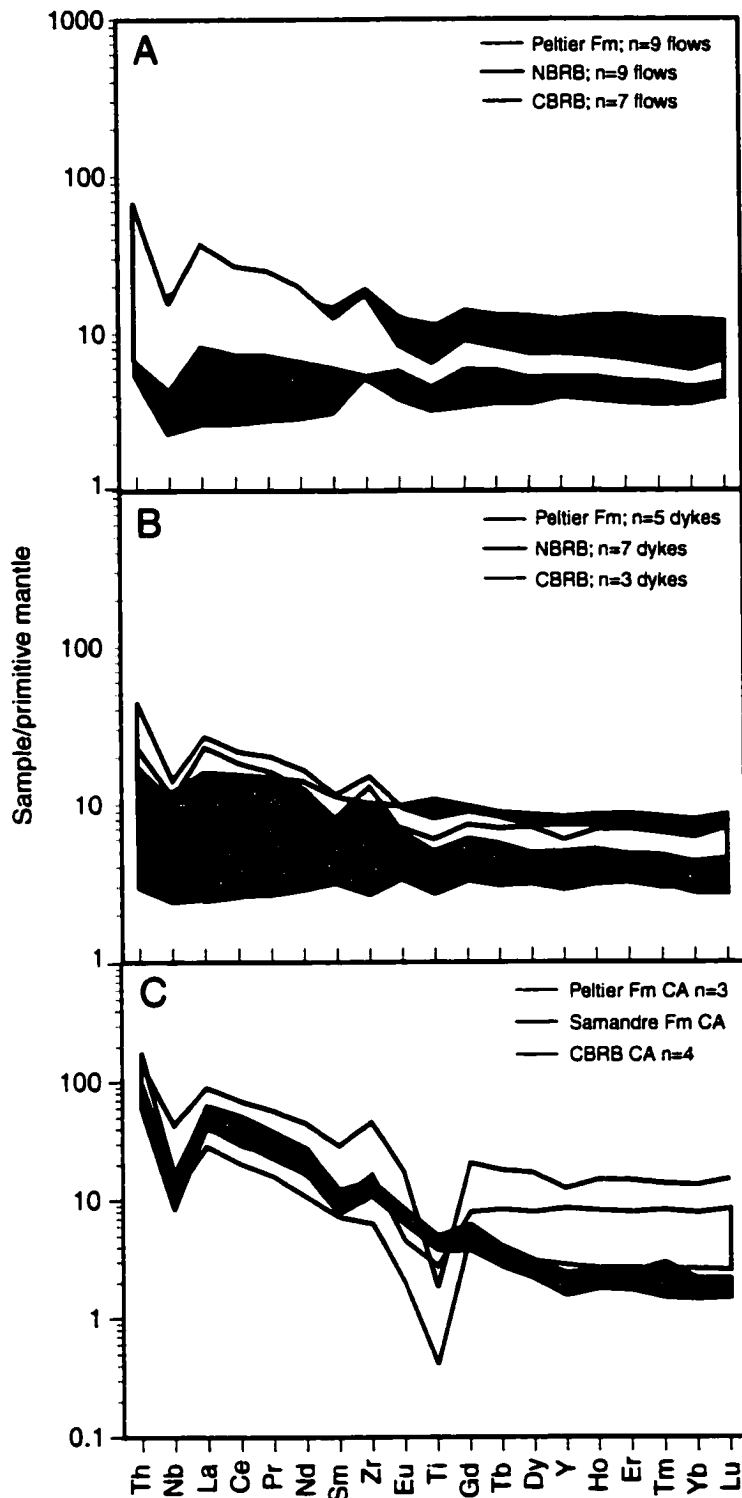 1000
A
Peltier Fm; n=9 flows
NBRB; n=9 flows
CBRB; n=7 flows
100
10
1
B
Peltier Fm; n=5 dykes
NBRB; n=7 dykes
CBRB; n=3 dykes
100
10
1
Sample/primitive mantle
C
Peltier Fm CA n=3
Samandre Fm CA
CBRB CA n=4
100
10
1
0.1
Th Nb La Ce Pr Nd Sm Zr Eu Ti Gd Tb Dy Y Ho Er Tm Yb Lu